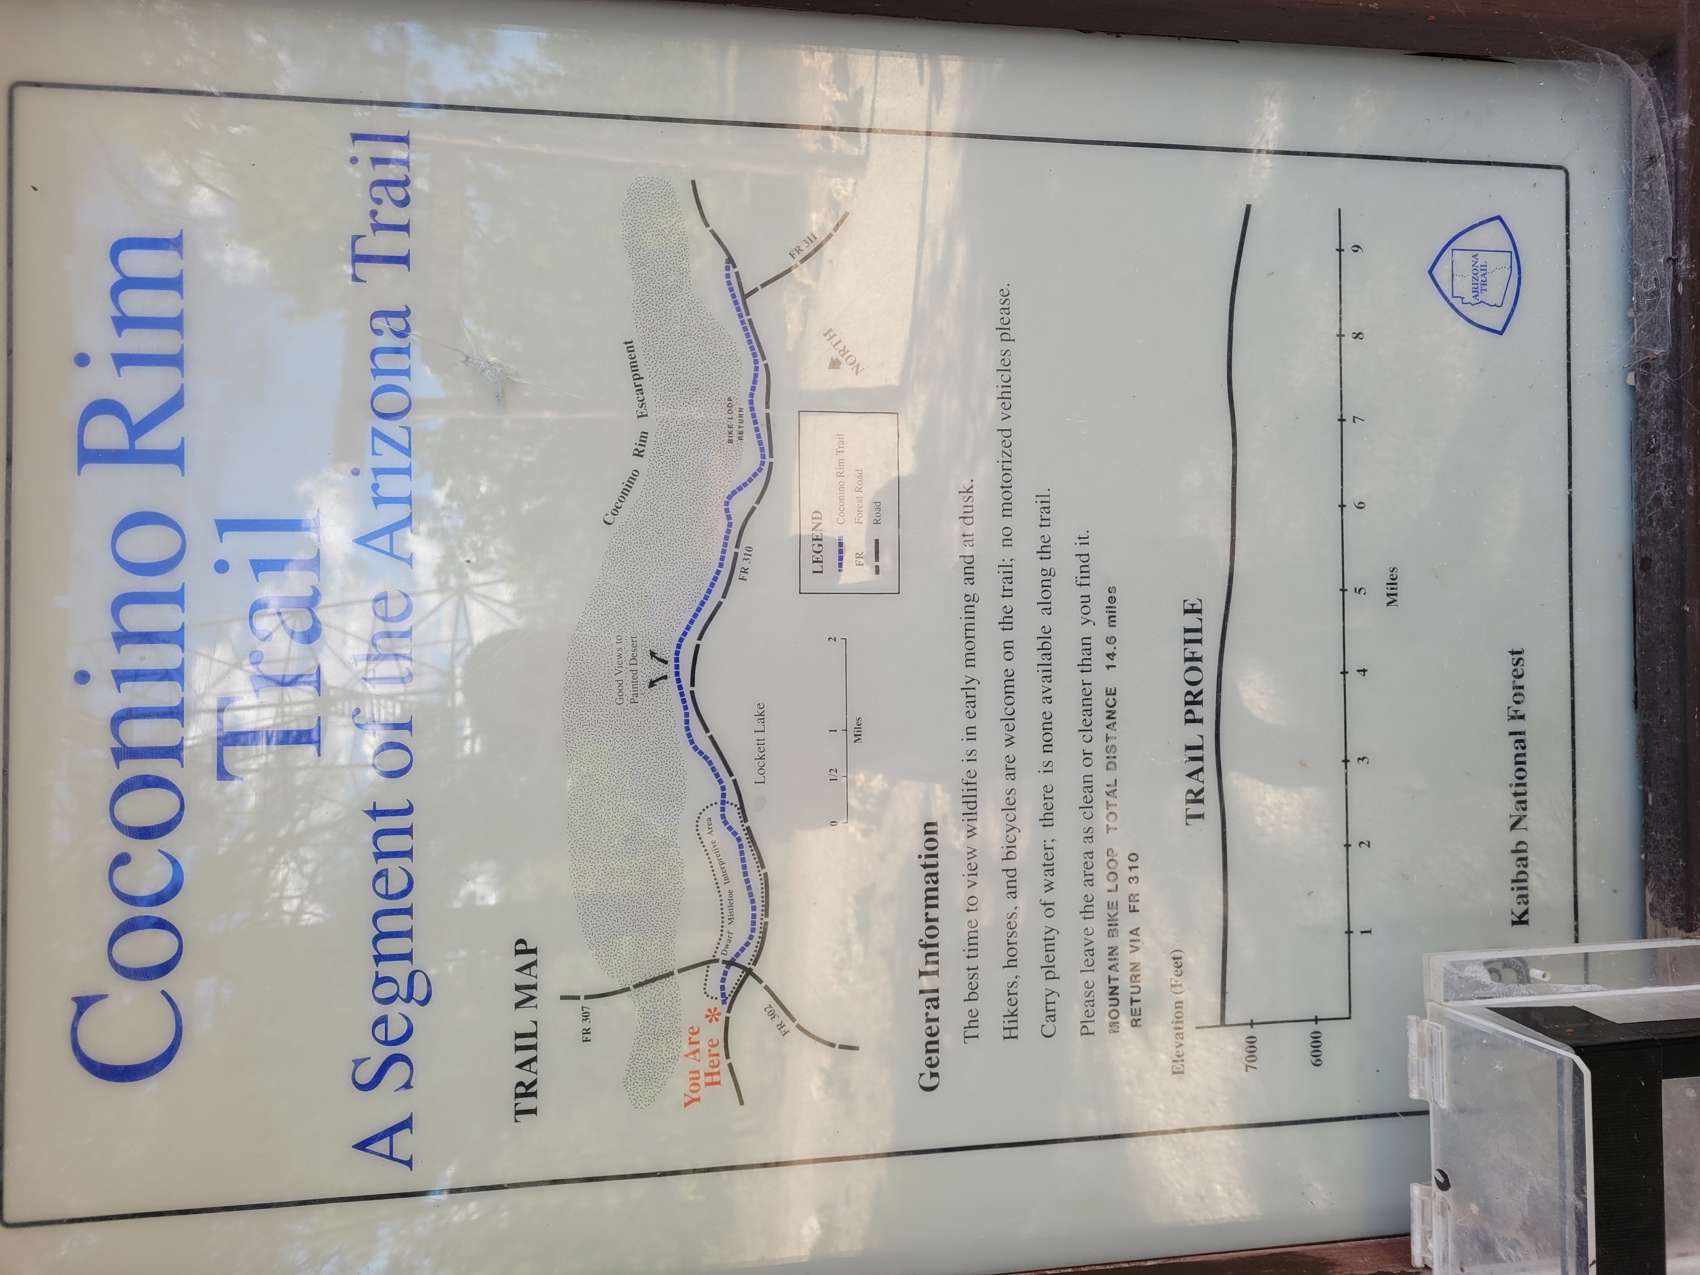 Coconino Rim
Trail
A Segment of the Arizona Trail
TRAIL MAP
Coconino Rim Escarpment
Good Views to
Painted Desert
BIKE LOOP
RETURN
FR 307
You Are
Here *
Dwarf Mistletoe Interpretive Area
FR 310
FR 311
FR 302
Lockett Lake
0 1/2 1 2
Miles
LEGEND
Coconino Rim Trail
FR Forest Road
Road
NORTH
General Information
The best time to view wildlife is in early morning and at dusk.
Hikers, horses, and bicycles are welcome on the trail; no motorized vehicles please.
Carry plenty of water; there is none available along the trail.
Please leave the area as clean or cleaner than you find it.
MOUNTAIN BIKE LOOP TOTAL DISTANCE 14.6 miles
RETURN VIA FR 310
TRAIL PROFILE
Elevation (Feet)
7000
6000
1 2 3 4 5 6 7 8 9
Miles
Kaibab National Forest
ARIZONA
TRAIL